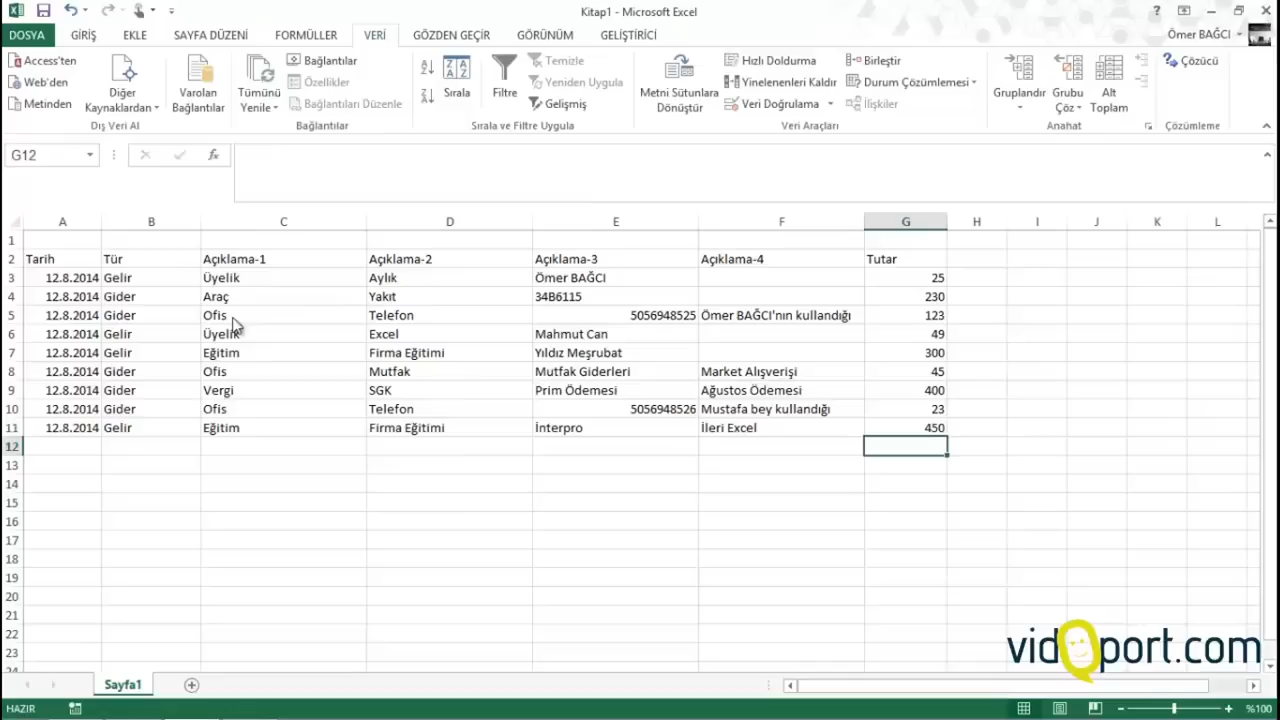 Kitap1 - Microsoft Excel
DOSYA GİRİŞ EKLE SAYFA DÜZENİ FORMÜLLER VERİ GÖZDEN GEÇİR GÖRÜNÜM GELİŞTİRİCİ Ömer BAĞCI
Access'ten
Web'den
Metinden
Diğer Kaynaklardan
Varolan Bağlantılar
Dış Veri Al
Tümünü Yenile
Bağlantılar
Özellikler
Bağlantıları Düzenle
Bağlantılar
Sırala
Filtre
Temizle
Yeniden Uygula
Gelişmiş
Sırala ve Filtre Uygula
Metni Sütunlara Dönüştür
Hızlı Doldurma
Yinelenenleri Kaldır
Veri Doğrulama
Birleştir
Durum Çözümlemesi
İlişkiler
Veri Araçları
Gruplandır
Grubu Çöz
Alt Toplam
Anahat
Çözücü
Çözümleme
G12 fx
A B C D E F G H I J K L
1
2 Tarih Tür Açıklama-1 Açıklama-2 Açıklama-3 Açıklama-4 Tutar
3 12.8.2014 Gelir Üyelik Aylık Ömer BAĞCI 25
4 12.8.2014 Gider Araç Yakıt 34B6115 230
5 12.8.2014 Gider Ofis Telefon 5056948525 Ömer BAĞCI'nın kullandığı 123
6 12.8.2014 Gelir Üyelik Excel Mahmut Can 49
7 12.8.2014 Gelir Eğitim Firma Eğitimi Yıldız Meşrubat 300
8 12.8.2014 Gider Ofis Mutfak Mutfak Giderleri Market Alışverişi 45
9 12.8.2014 Gider Vergi SGK Prim Ödemesi Ağustos Ödemesi 400
10 12.8.2014 Gider Ofis Telefon 5056948526 Mustafa bey kullandığı 23
11 12.8.2014 Gelir Eğitim Firma Eğitimi İnterpro İleri Excel 450
12
13
14
15
16
17
18
19
20
21
22
23
24
vidoport.com
Sayfa1
HAZIR %100